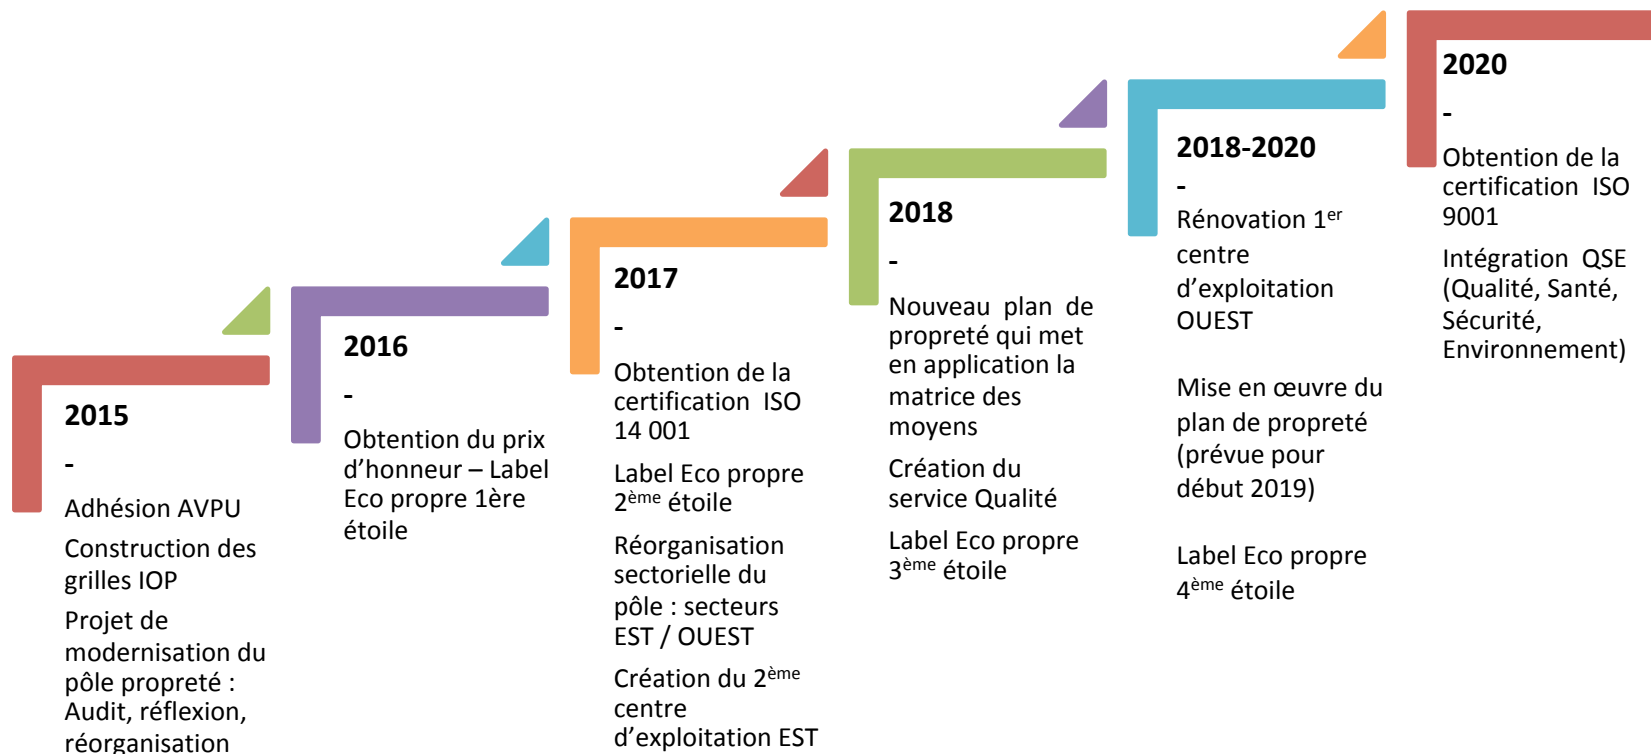 2015
-
Adhésion AVPU
Construction des
grilles IOP
Projet de
modernisation du
pôle propreté :
Audit, réflexion,
réorganisation
2016
-
Obtention du prix
d’honneur – Label
Eco propre 1ère
étoile
2017
-
Obtention de la
certification ISO
14 001
Label Eco propre
2ème étoile
Réorganisation
sectorielle du
pôle : secteurs
EST / OUEST
Création du 2ème
centre
d’exploitation EST
2018
-
Nouveau plan de
propreté qui met
en application la
matrice des
moyens
Création du
service Qualité
Label Eco propre
3ème étoile
2018-2020
-
Rénovation 1er
centre
d’exploitation
OUEST
Mise en œuvre du
plan de propreté
(prévue pour
début 2019)
Label Eco propre
4ème étoile
2020
-
Obtention de la
certification ISO
9001
Intégration QSE
(Qualité, Santé,
Sécurité,
Environnement)